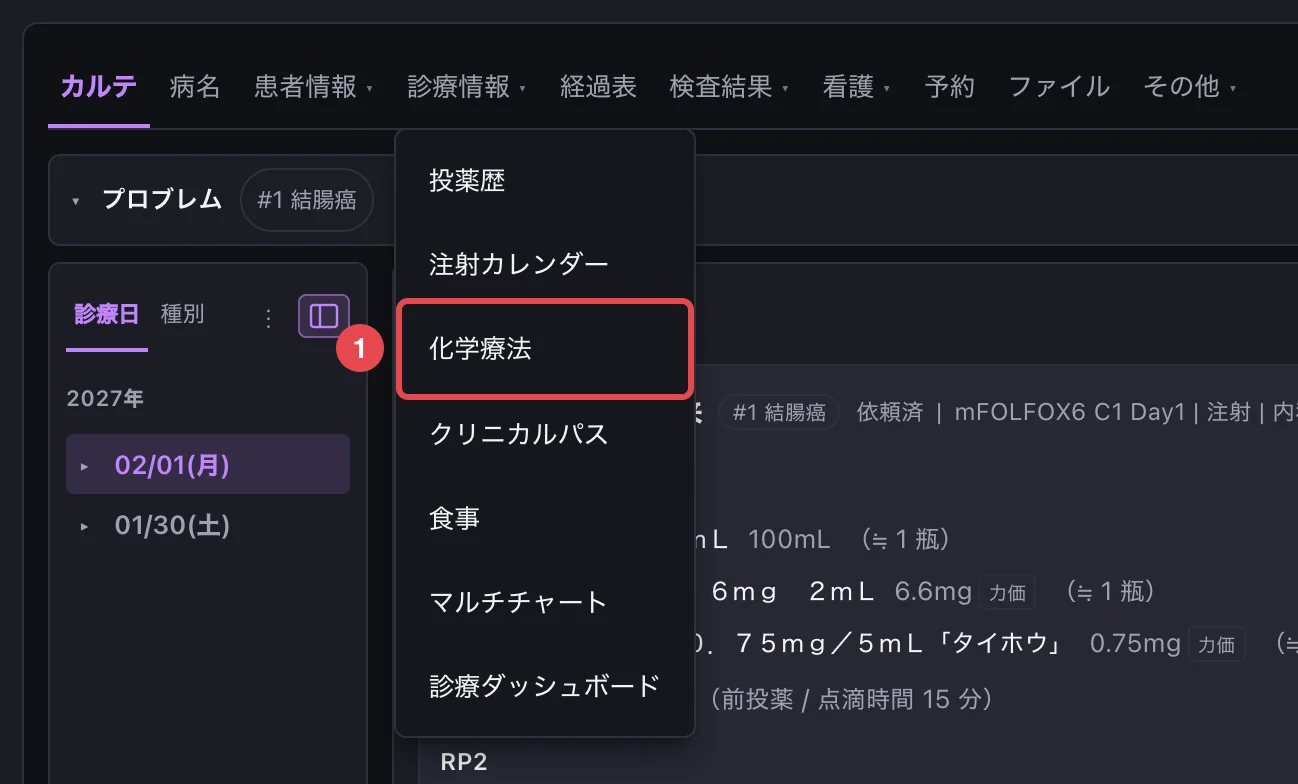 カルテ 病名 患者情報 診療情報 経過表 検査結果 看護 予約 ファイル その他
プロブレム #1 結腸癌
投薬歴
注射カレンダー
化学療法
クリニカルパス
食事
マルチチャート
診療ダッシュボード
診療日 種別
1
2027年
02/01(月)
01/30(土)
#1 結腸癌 依頼済 | mFOLFOX6 C1 Day1 | 注射 | 内
ｍＬ 100mL （≒ 1 瓶）
６ｍｇ ２ｍＬ 6.6mg 力価 （≒ 1 瓶）
０．７５ｍｇ／５ｍＬ「タイホウ」 0.75mg 力価 （≒
（前投薬 / 点滴時間 15 分）
RP2